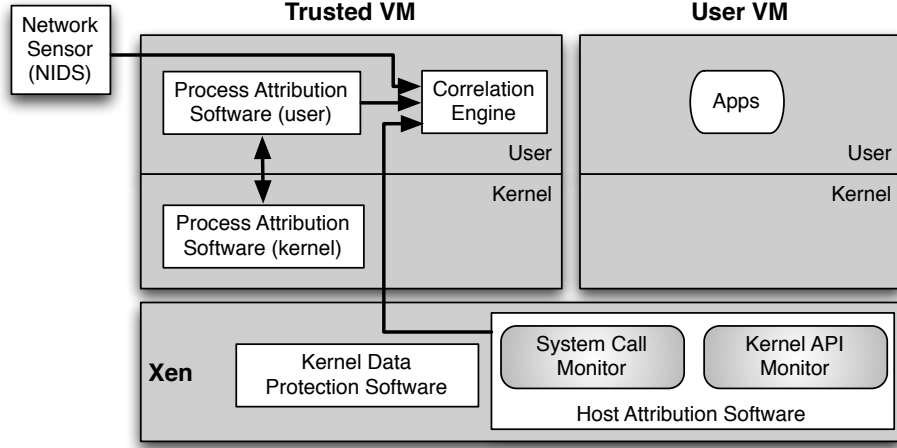 Trusted VM
User VM
Network
Sensor
(NIDS)
Process Attribution
Software (user)
Correlation
Engine
Apps
User
User
Kernel
Kernel
Process Attribution
Software (kernel)
Xen
Kernel Data
Protection Software
System Call
Monitor
Kernel API
Monitor
Host Attribution Software